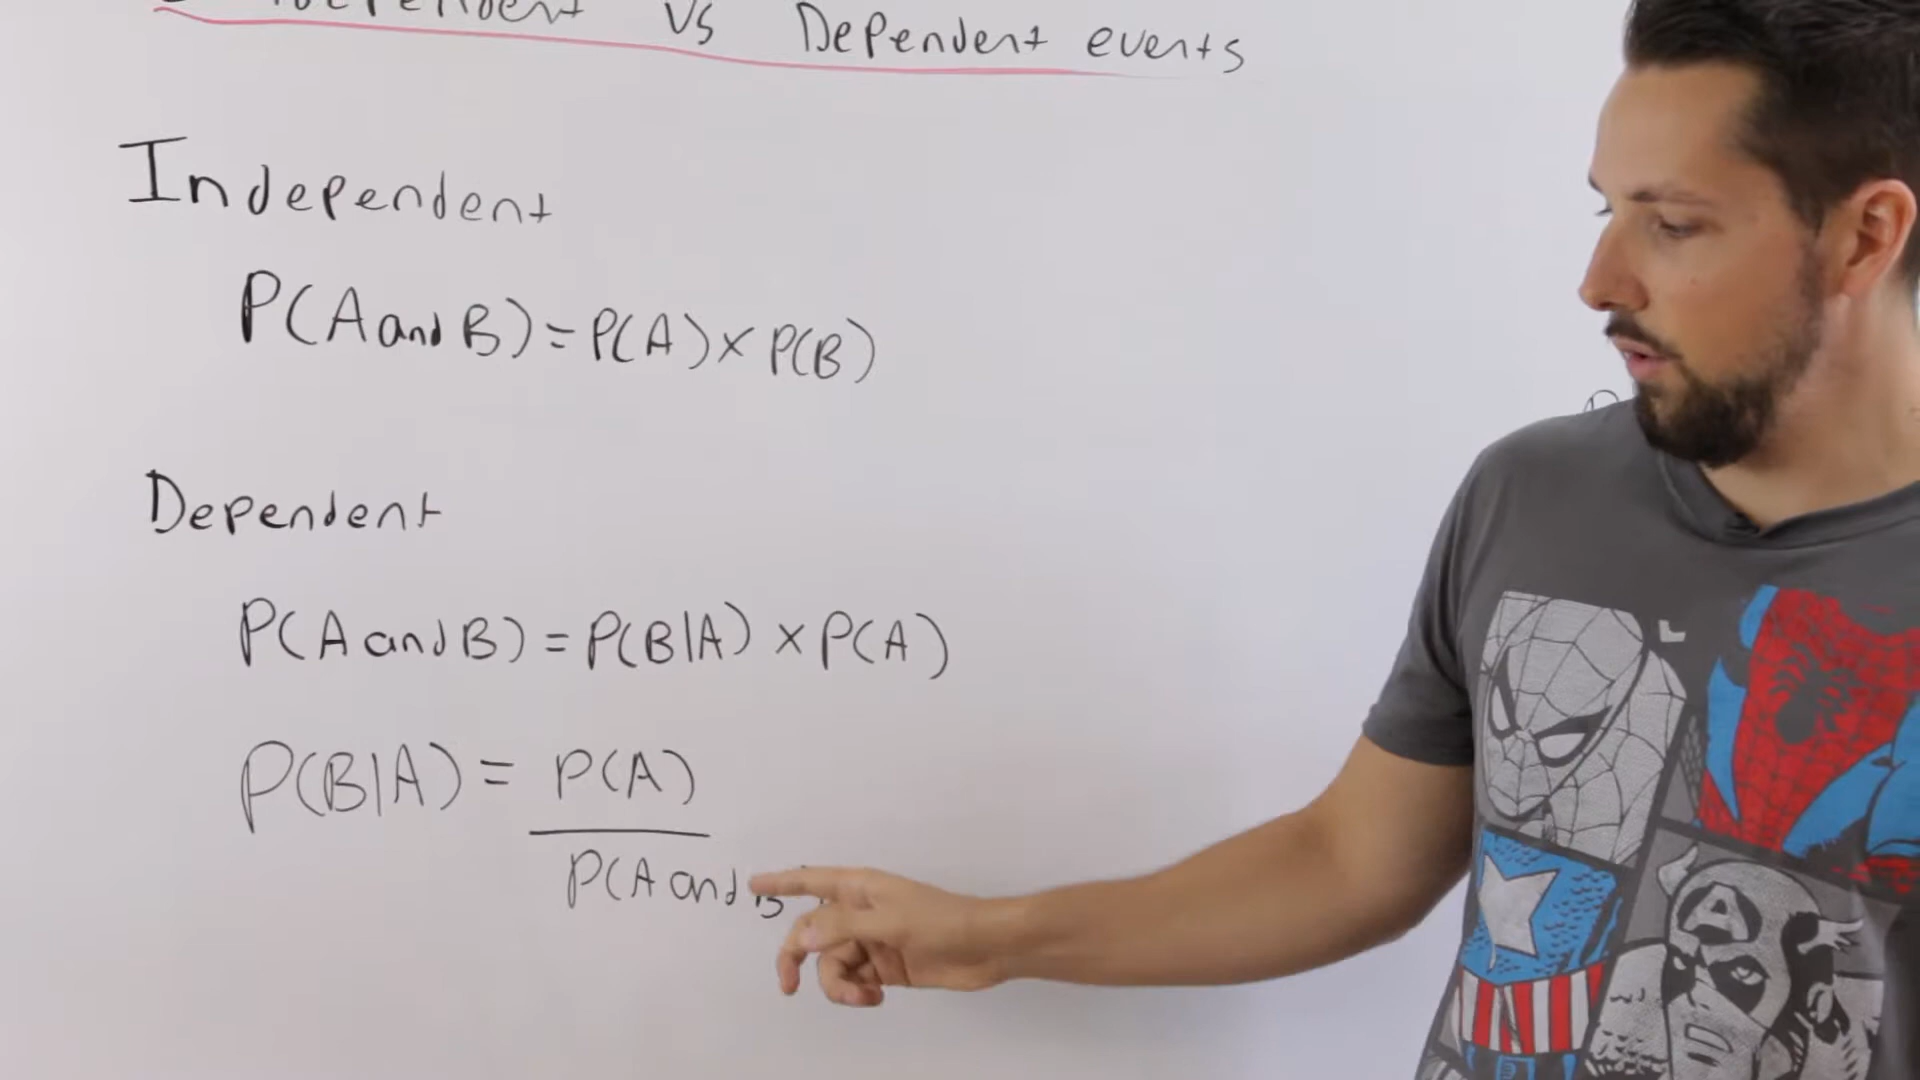 vs Dependent events
Independent
P(A and B) = P(A) × P(B)
Dependent
P(A and B) = P(B|A) × P(A)
P(B|A) = P(A)
P(A and B